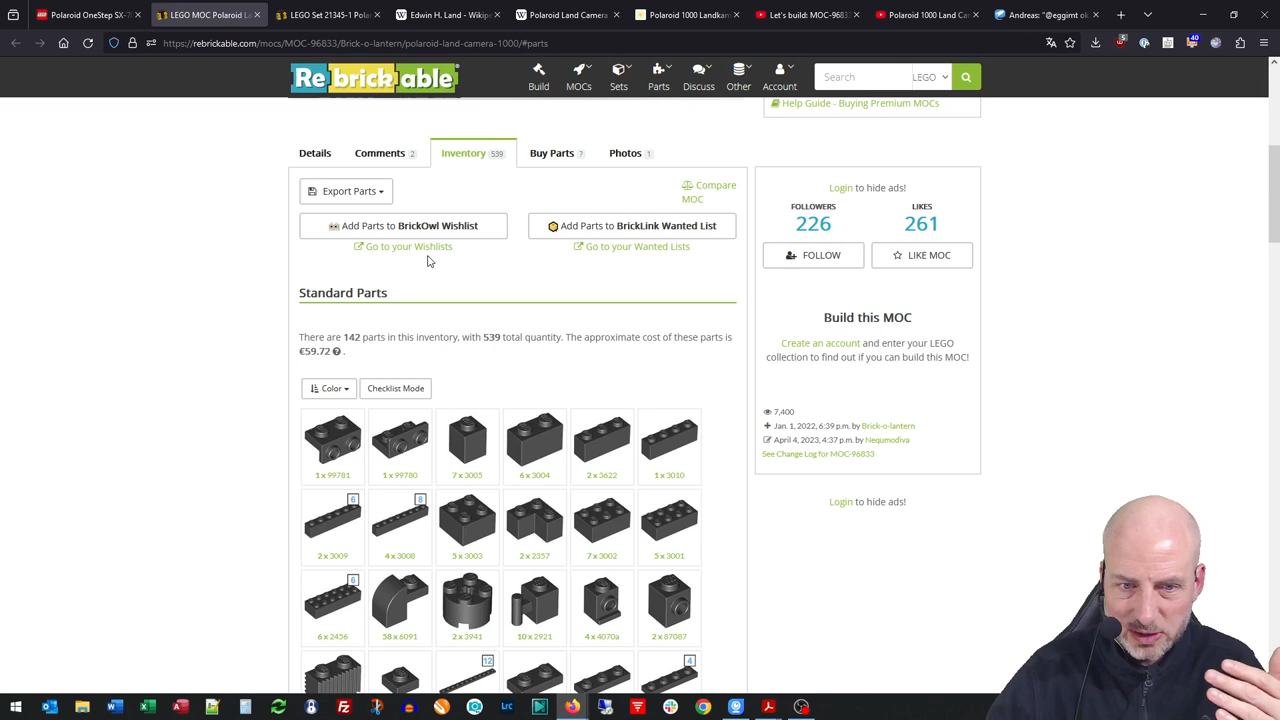 Polaroid OneStep SX-70
LEGO MOC Polaroid La
LEGO Set 21345-1 Pola
Edwin H. Land - Wikipe
Polaroid Land Camera
Polaroid 1000 Landkam
Let's build: MOC-9683
Polaroid 1000 Land Car
Andreas: "@eggimt ok
https://rebrickable.com/mocs/MOC-96833/Brick-o-lantern/polaroid-land-camera-1000/#parts
40
Rebrickable
Build
MOCs
Sets
Parts
Discuss
Other
Account
Search
LEGO
Help Guide - Buying Premium MOCs
Details
Comments 2
Inventory 539
Buy Parts 7
Photos 1
Export Parts
Compare
MOC
Add Parts to BrickOwl Wishlist
Add Parts to BrickLink Wanted List
Go to your Wishlists
Go to your Wanted Lists
Standard Parts
There are 142 parts in this inventory, with 539 total quantity. The approximate cost of these parts is
€59.72 .
Color
Checklist Mode
1 x 99781
1 x 99780
7 x 3005
6 x 3004
2 x 3622
1 x 3010
6
8
2 x 3009
4 x 3008
5 x 3003
2 x 2357
7 x 3002
5 x 3001
6
6 x 2456
58 x 6091
2 x 3941
10 x 2921
4 x 4070a
2 x 87087
12
4
Login to hide ads!
FOLLOWERS
LIKES
226
261
FOLLOW
LIKE MOC
Build this MOC
Create an account and enter your LEGO
collection to find out if you can build this MOC!
7,400
Jan. 1, 2022, 6:39 p.m. by Brick-o-lantern
April 4, 2023, 4:37 p.m. by Nequmodiva
See Change Log for MOC-96833
Login to hide ads!
LrC